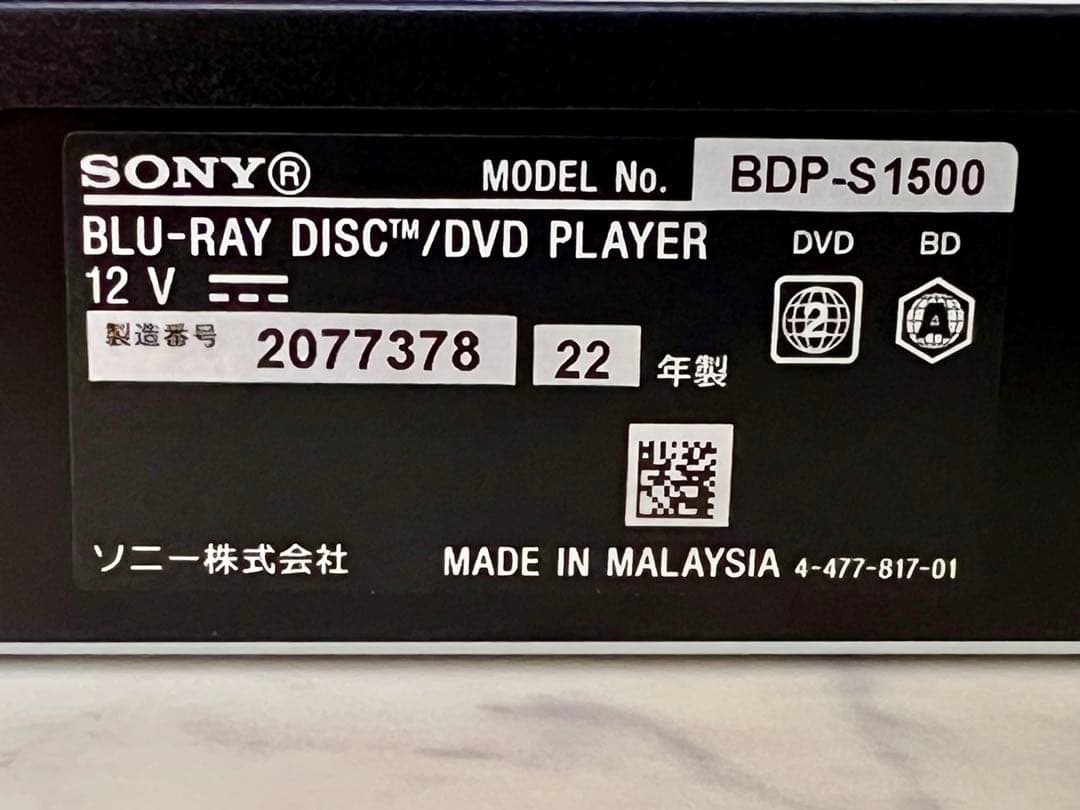 SONY® MODEL No. BDP-S1500
BLU-RAY DISC™/DVD PLAYER
DVD BD
12 V
2 A
製造番号 2077378 22 年製
ソニー株式会社 MADE IN MALAYSIA 4-477-817-01